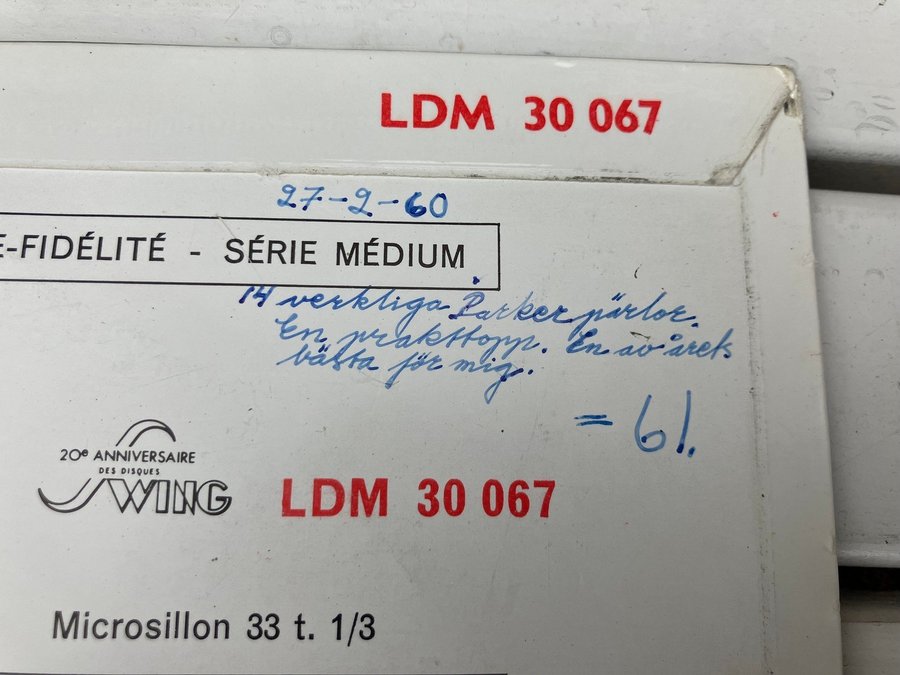 LDM 30 067
27-2-60
E-FIDÉLITÉ - SÉRIE MÉDIUM
14 verkliga Parker pärlor.
En prakttopp. En av årets
bästa för mig.
= 61.
20e ANNIVERSAIRE
DES DISQUES
SWING
LDM 30 067
Microsillon 33 t. 1/3